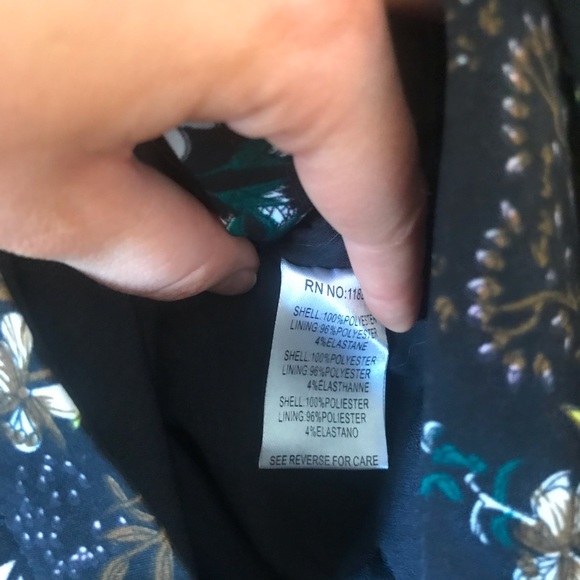 RN NO:118
SHELL:100%POLYESTER
LINING:96%POLYESTER
4%ELASTANE
SHELL:100%POLYESTER
LINING:96%POLYESTER
4%ÉLASTHANNE
SHELL:100%POLIESTER
LINING:96%POLIESTER
4%ELASTANO
SEE REVERSE FOR CARE